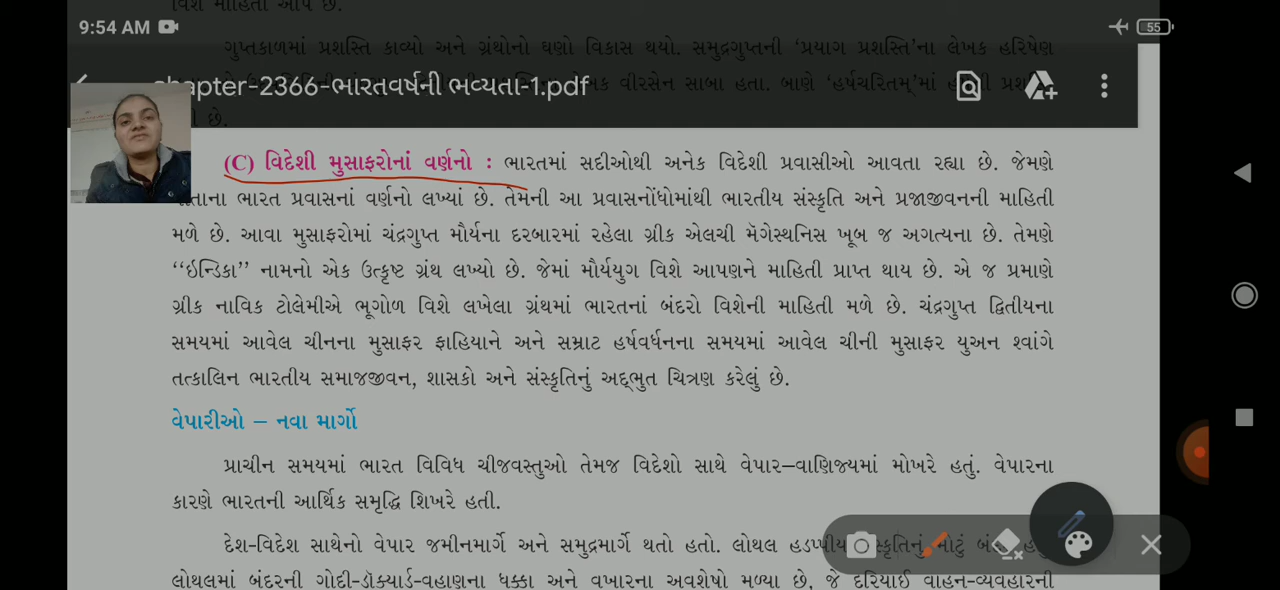 9:54 AM
55
વિશે માહિતી આપે છે.
ગુપ્તકાળમાં પ્રશસ્તિ કાવ્યો અને ગ્રંથોનો ઘણો વિકાસ થયો. સમુદ્રગુપ્તની ‘પ્રયાગ પ્રશસ્તિ’ના લેખક હરિષેણ
chapter-2366-ભારતવર્ષની ભવ્યતા-1.pdf
વીરસેન સાબા હતા. બાણે ‘હર્ષચરિતમ્’માં
છે.
(C) વિદેશી મુસાફરોનાં વર્ણનો : ભારતમાં સદીઓથી અનેક વિદેશી પ્રવાસીઓ આવતા રહ્યા છે. જેમણે
પોતાના ભારત પ્રવાસનાં વર્ણનો લખ્યાં છે. તેમની આ પ્રવાસનોંધોમાંથી ભારતીય સંસ્કૃતિ અને પ્રજાજીવનની માહિતી
મળે છે. આવા મુસાફરોમાં ચંદ્રગુપ્ત મૌર્યના દરબારમાં રહેલા ગ્રીક એલચી મૅગેસ્થનિસ ખૂબ જ અગત્યના છે. તેમણે
‘‘ઇન્ડિકા’’ નામનો એક ઉત્કૃષ્ટ ગ્રંથ લખ્યો છે. જેમાં મૌર્યયુગ વિશે આપણને માહિતી પ્રાપ્ત થાય છે. એ જ પ્રમાણે
ગ્રીક નાવિક ટોલેમીએ ભૂગોળ વિશે લખેલા ગ્રંથમાં ભારતનાં બંદરો વિશેની માહિતી મળે છે. ચંદ્રગુપ્ત દ્વિતીયના
સમયમાં આવેલ ચીનના મુસાફર ફાહિયાને અને સમ્રાટ હર્ષવર્ધનના સમયમાં આવેલ ચીની મુસાફર યુઅન શ્વાંગે
તત્કાલિન ભારતીય સમાજજીવન, શાસકો અને સંસ્કૃતિનું અદ્ભુત ચિત્રણ કરેલું છે.
વેપારીઓ – નવા માર્ગો
પ્રાચીન સમયમાં ભારત વિવિધ ચીજવસ્તુઓ તેમજ વિદેશો સાથે વેપાર–વાણિજ્યમાં મોખરે હતું. વેપારના
કારણે ભારતની આર્થિક સમૃદ્ધિ શિખરે હતી.
દેશ-વિદેશ સાથેનો વેપાર જમીનમાર્ગે અને સમુદ્રમાર્ગે થતો હતો. લોથલ હડપ્પીય સંસ્કૃતિનું મોટું
લોથલમાં બંદરની ગોદી-ડૉક્યાર્ડ-વહાણના ધક્કા અને વખારના અવશેષો મળ્યા છે, જે દરિયાઈ વાહન-વ્યવહારની